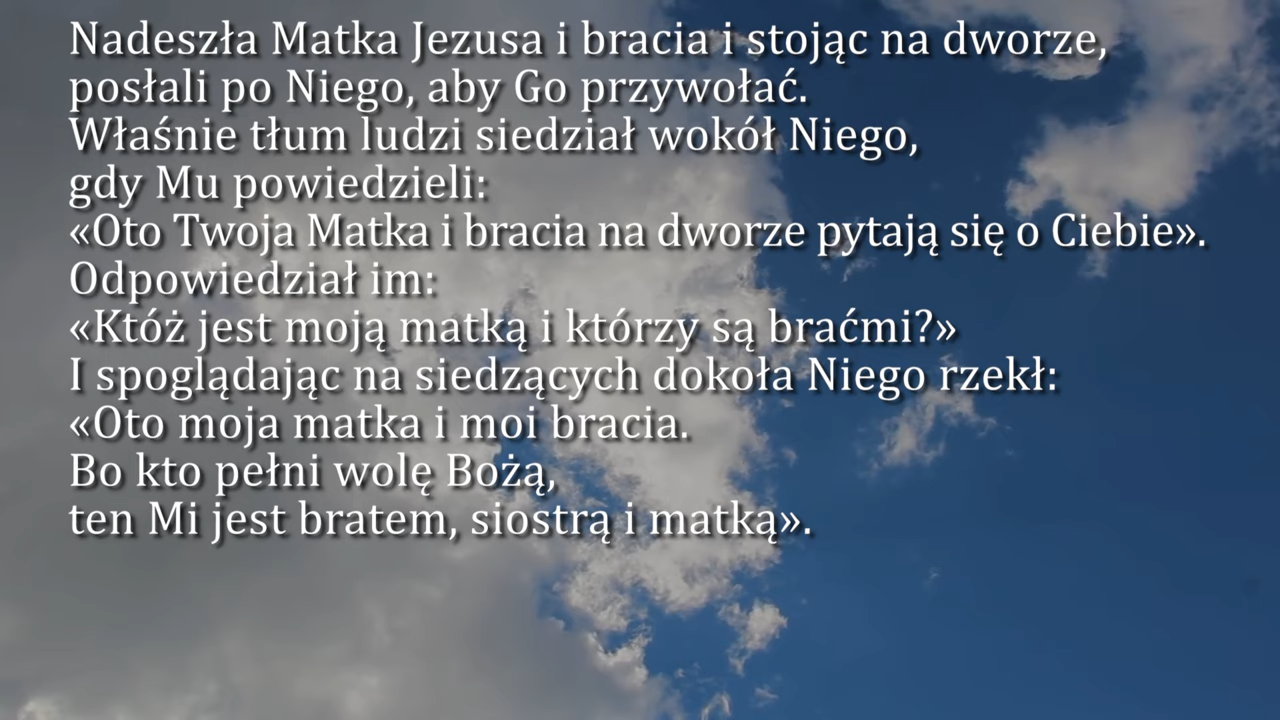 Nadeszła Matka Jezusa i bracia i stojąc na dworze,
posłali po Niego, aby Go przywołać.
Właśnie tłum ludzi siedział wokół Niego,
gdy Mu powiedzieli:
«Oto Twoja Matka i bracia na dworze pytają się o Ciebie».
Odpowiedział im:
«Któż jest moją matką i którzy są braćmi?»
I spoglądając na siedzących dokoła Niego rzekł:
«Oto moja matka i moi bracia.
Bo kto pełni wolę Bożą,
ten Mi jest bratem, siostrą i matką».